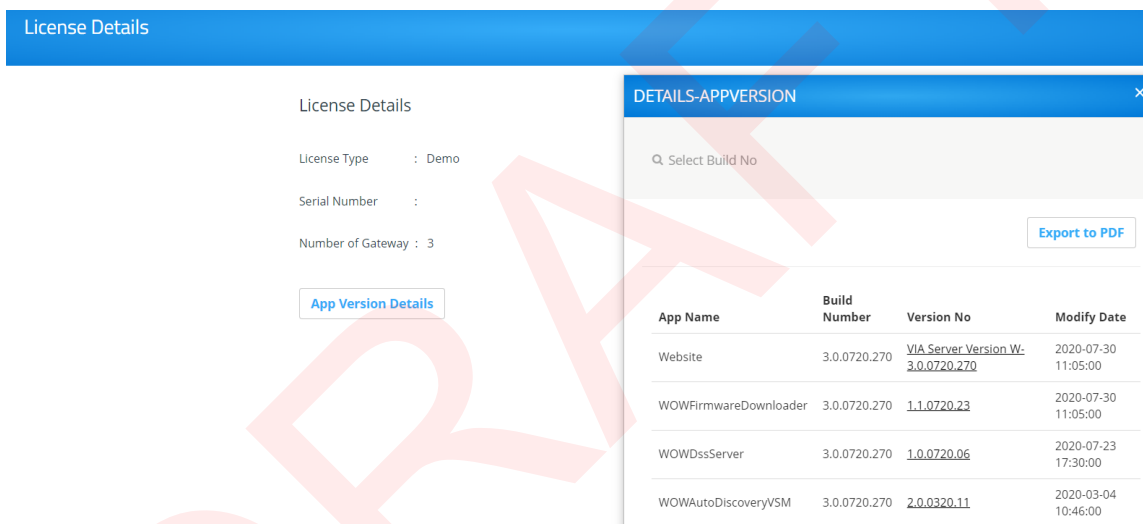 License Details
License Details
License Type : Demo
Serial Number :
Number of Gateway : 3
App Version Details
DETAILS-APPVERSION ×
Select Build No
Export to PDF
App Name Build Number Version No Modify Date
Website 3.0.0720.270 VIA Server Version W-3.0.0720.270 2020-07-30 11:05:00
WOWFirmwareDownloader 3.0.0720.270 1.1.0720.23 2020-07-30 11:05:00
WOWDssServer 3.0.0720.270 1.0.0720.06 2020-07-23 17:30:00
WOWAutoDiscoveryVSM 3.0.0720.270 2.0.0320.11 2020-03-04 10:46:00